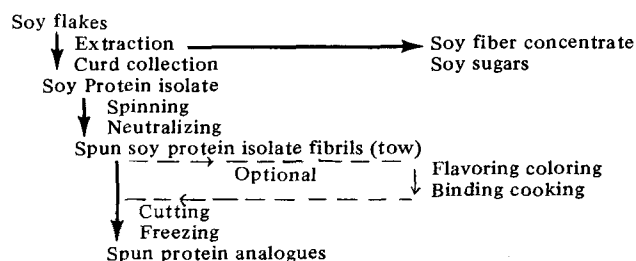 Soy flakes
Extraction
Curd collection
Soy fiber concentrate
Soy sugars
Soy Protein isolate
Spinning
Neutralizing
Spun soy protein isolate fibrils (tow)
Optional
Flavoring coloring
Binding cooking
Cutting
Freezing
Spun protein analogues